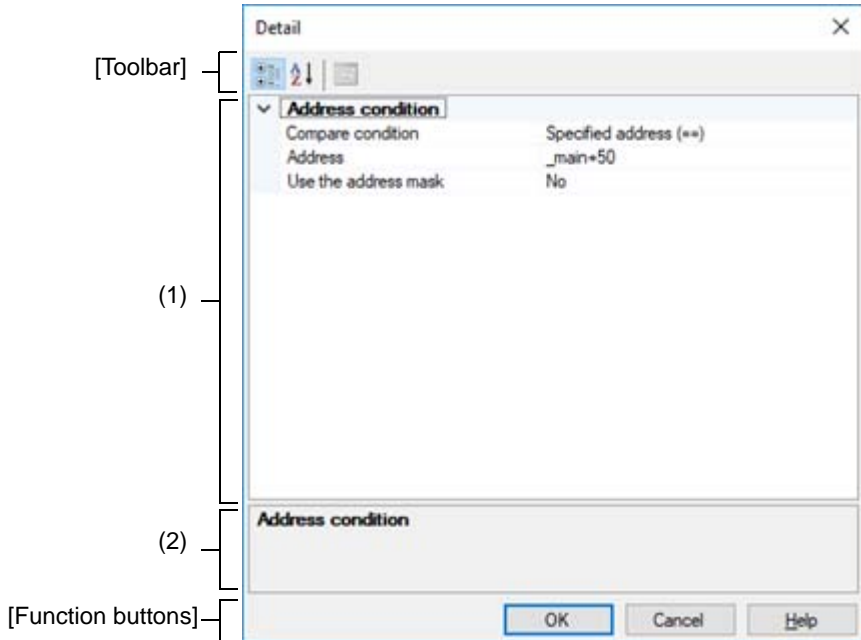 Detail
[Toolbar]
Address condition
Compare condition Specified address (==)
Address _main+50
Use the address mask No
(1)
Address condition
(2)
[Function buttons]
OK Cancel Help